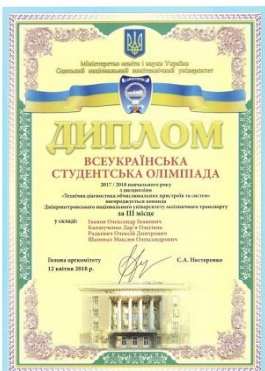 Міністерство освіти і науки України
Одеський національний політехнічний університет
ДИПЛОМ
ВСЕУКРАЇНСЬКА
СТУДЕНТСЬКА ОЛІМПІАДА
2017 / 2018 навчального року
з дисципліни
«Технічна діагностика обчислювальних пристроїв та систем»
нагороджується команда
Дніпропетровського національного університету залізничного транспорту
за III місце
у складі: Іванов Олександр Іванович
Дар'я Олегівна
Олексій Дмитрович
Шаповал Максим Олександрович
Голова оргкомітету С.А. Нестеренко
12 квітня 2018 р.